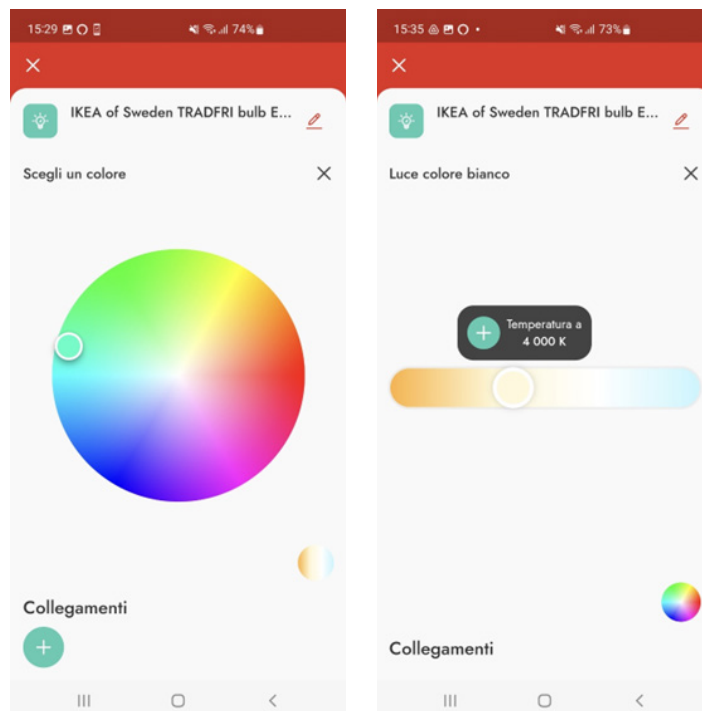 15:29
74%
IKEA of Sweden TRADFRI bulb E...
Scegli un colore
Collegamenti
15:35
73%
IKEA of Sweden TRADFRI bulb E...
Luce colore bianco
Temperatura a
4 000 K
Collegamenti